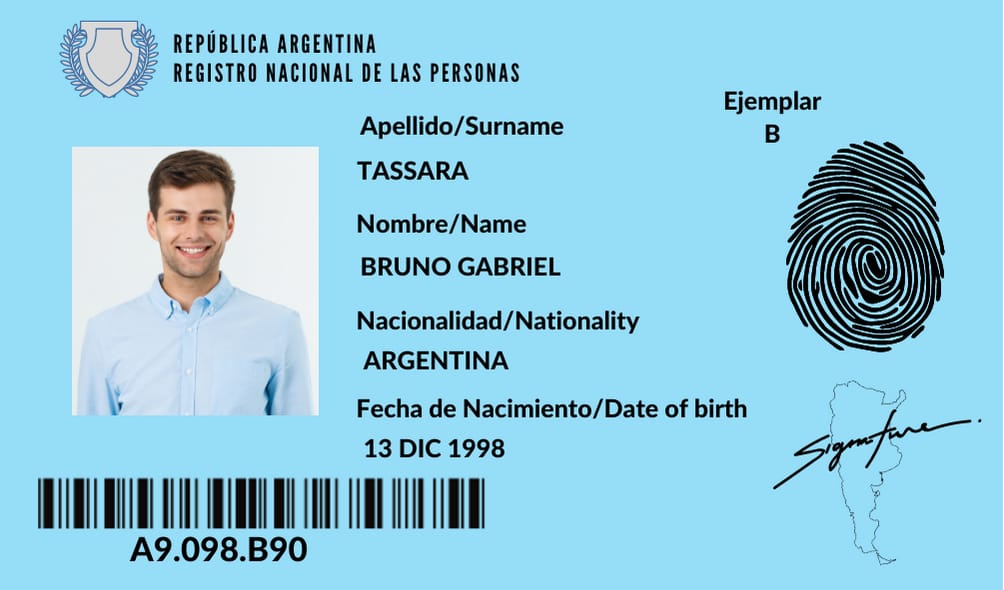 REPÚBLICA ARGENTINA
REGISTRO NACIONAL DE LAS PERSONAS
Ejemplar
B
Apellido/Surname
TASSARA
Nombre/Name
BRUNO GABRIEL
Nacionalidad/Nationality
ARGENTINA
Fecha de Nacimiento/Date of birth
13 DIC 1998
Signature
A9.098.B90